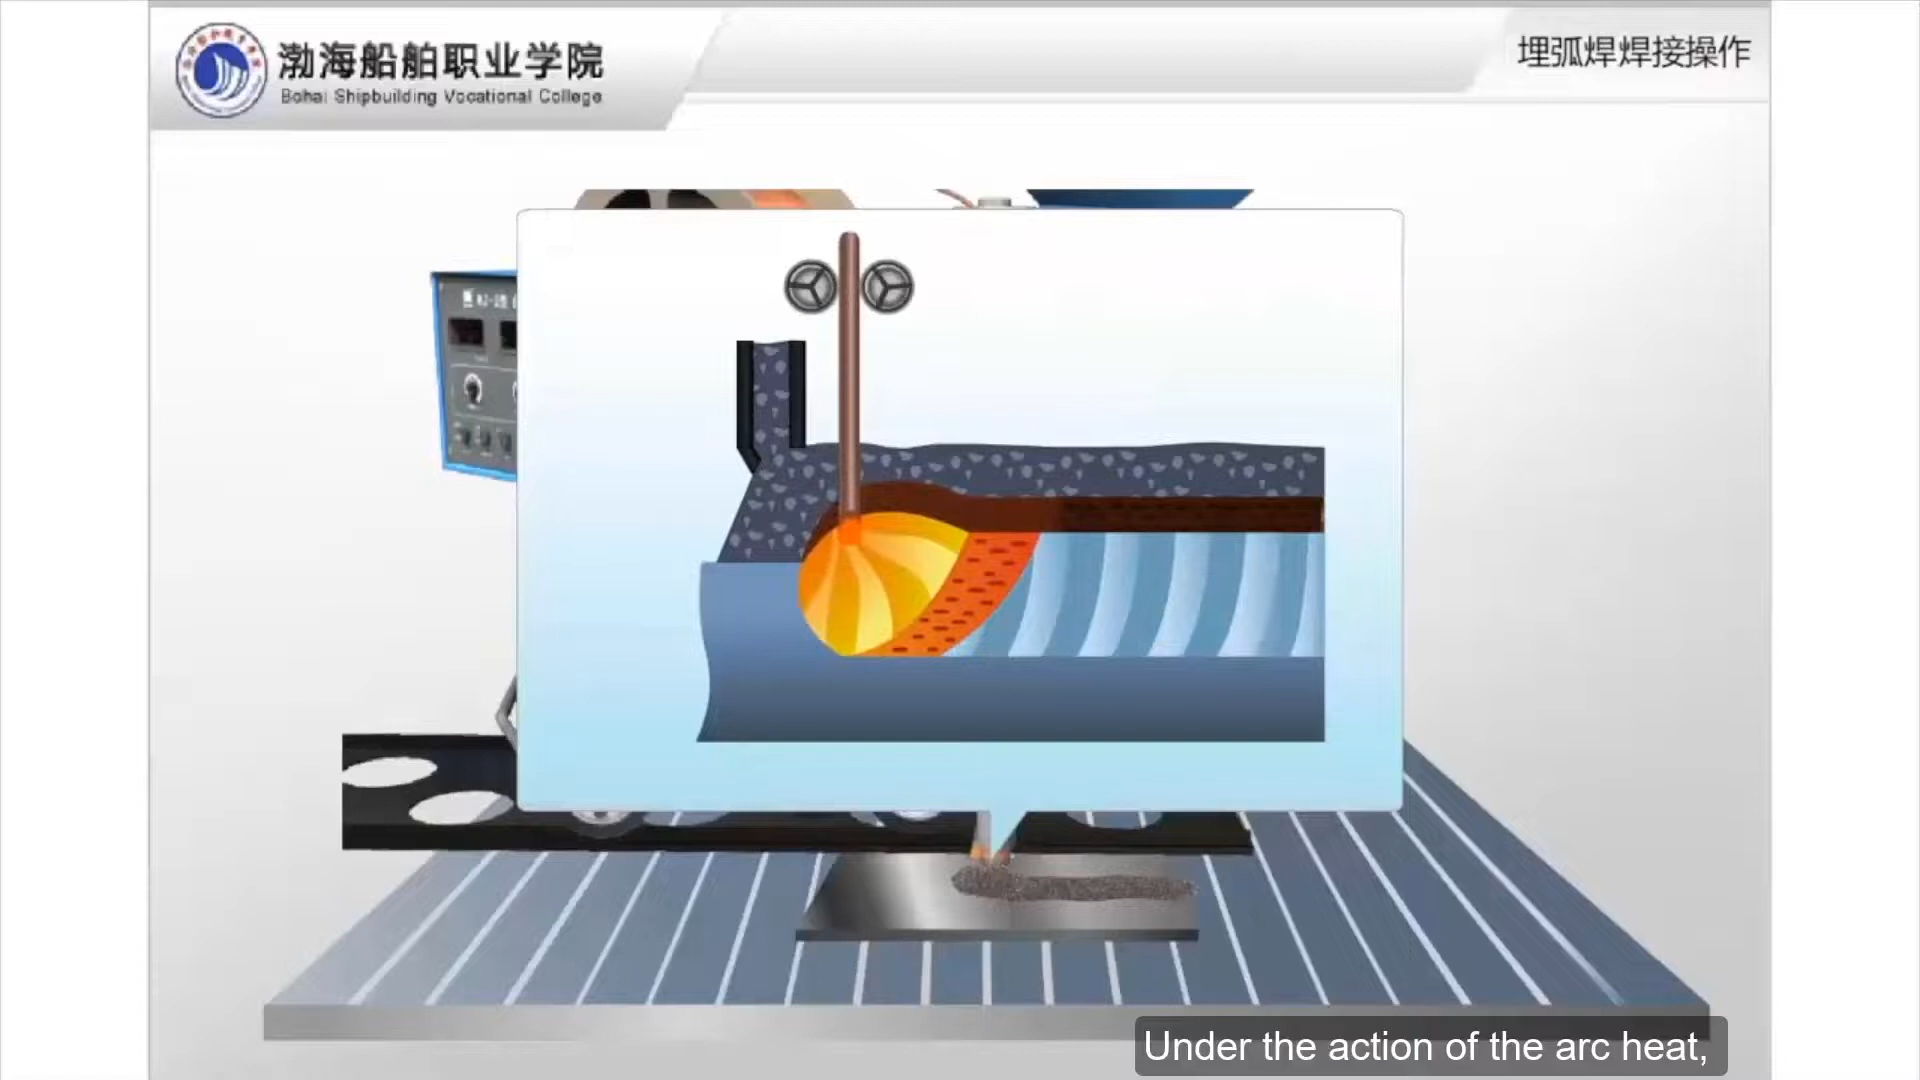 渤海船舶职业学院
Bohai Shipbuilding Vocational College
埋弧焊焊接操作
Under the action of the arc heat,